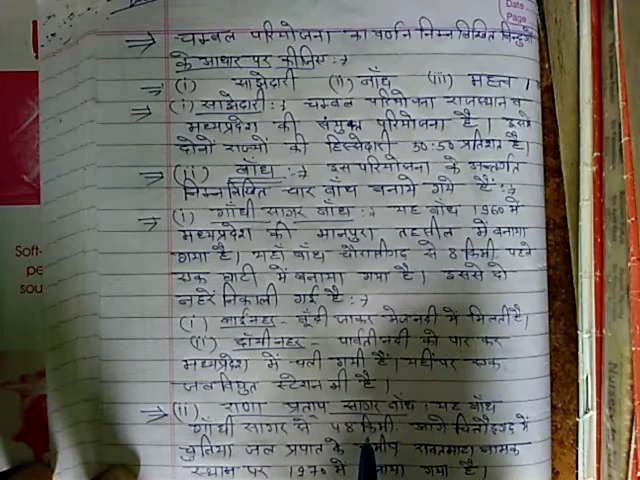 Date
Page
⇒ चम्बल परियोजना का वर्णन निम्न लिखित बिन्दुओं
के आधार पर कीजिए :→
⇒ (i) साझेदारी (ii) बाँध (iii) महत्व ।
⇒ (i) साझेदारी :→ चम्बल परियोजना राजस्थान व
मध्यप्रदेश की संयुक्त परियोजना है । इसमें
दोनों राज्यों की हिस्सेदारी 50:50 प्रतिशत है।
⇒ (ii) बाँध :→ इस परियोजना के अन्तर्गत
निम्नलिखित चार बाँध बनाये गये हैं :→
→ (i) गाँधी सागर बाँध :→ यह बाँध 1960 में
मध्यप्रदेश की मानपुरा तहसील में बनाया
गया है। यहाँ बाँध चौरासीगढ़ से 8 किमी. पहले
एक घाटी में बनाया गया है। इससे दो
नहरें निकाली गई है :→
(i) बाईनहर - बूँदी जाकर मेजनदी में मिलती है।
(ii) दाँयीनहर - पार्वती नदी को पार कर
मध्यप्रदेश में चली गयी है। यहीं पर एक
जलविद्युत स्टेशन भी है।
⇒ (ii) राणा प्रताप सागर बाँध : यह बाँध
गाँधी सागर से 48 किमी. आगे चित्तौड़गढ़ में
चुलिया जल प्रपात के रावतभाटा नामक
स्थान पर 1970 में गया है।
Soft-
pe
sou